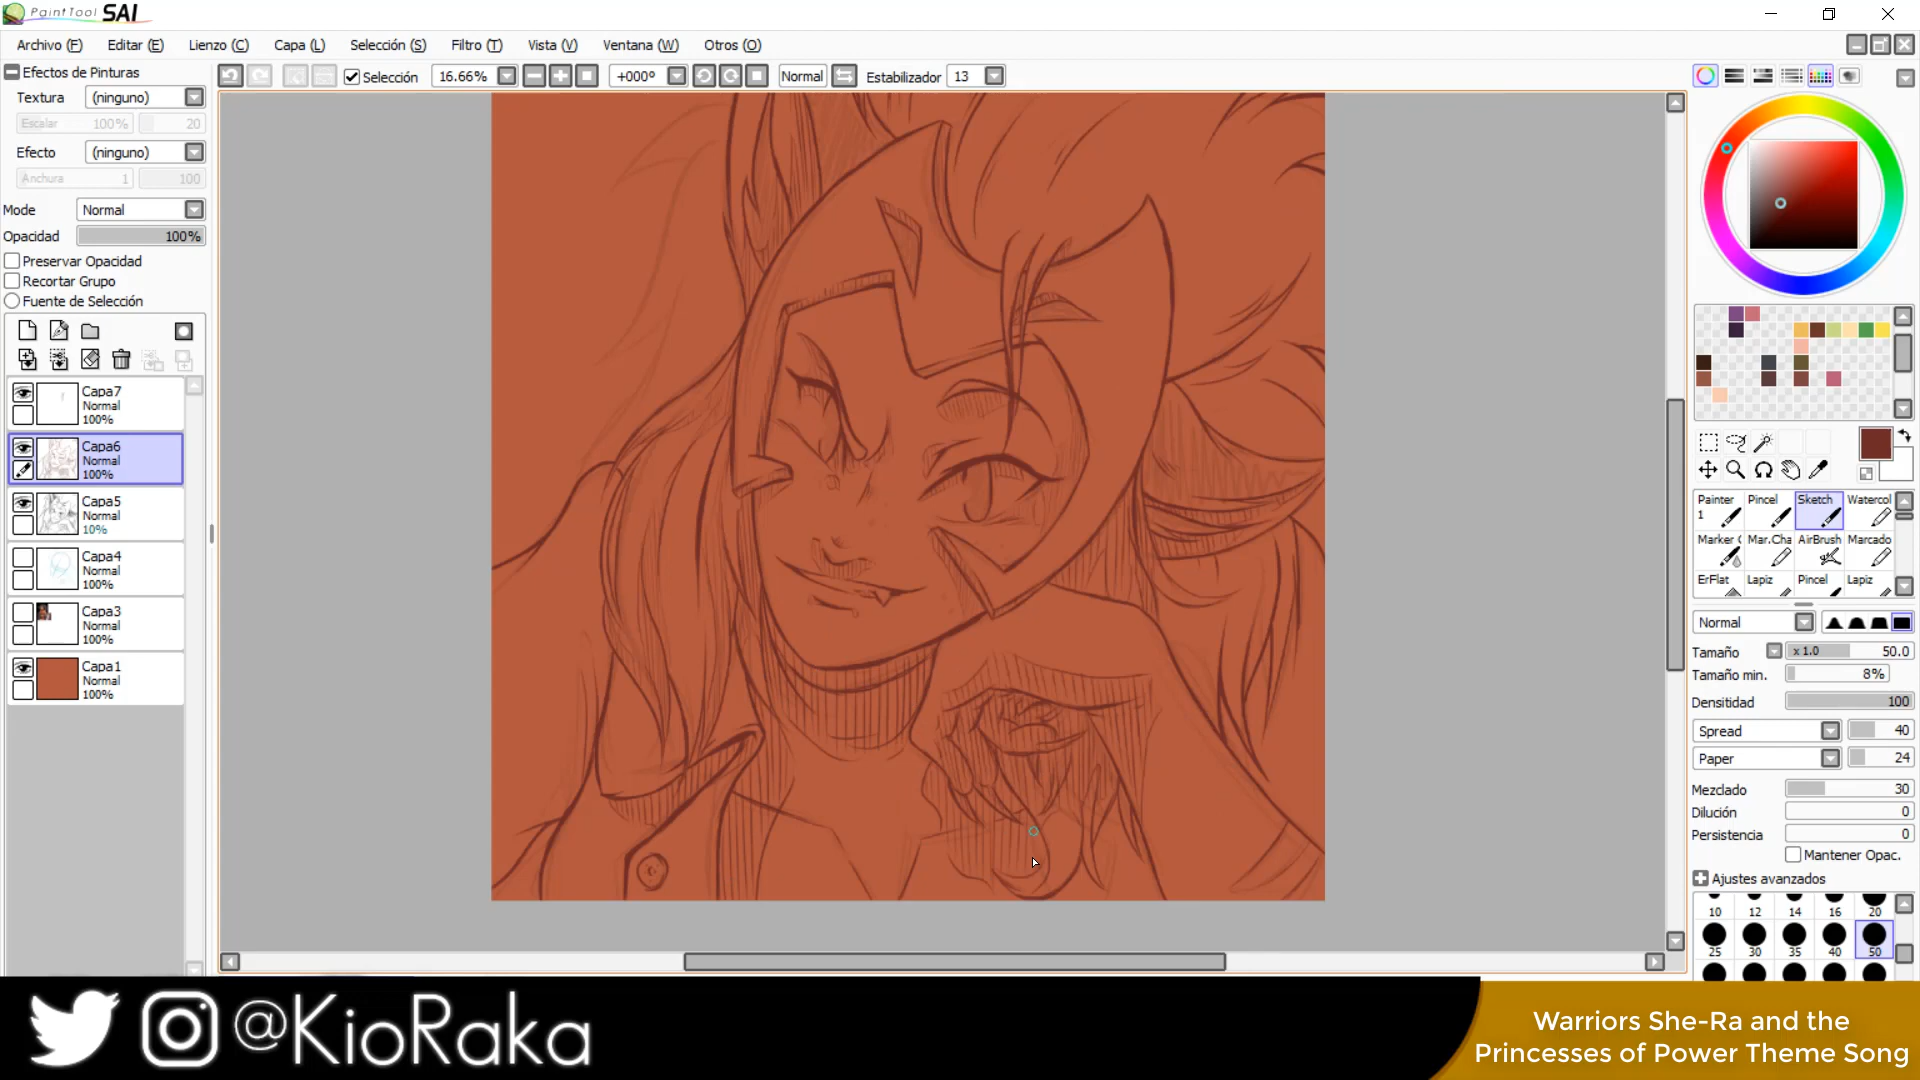 PaintTool SAI
Archivo (F) Editar (E) Lienzo (C) Capa (L) Selección (S) Filtro (T) Vista (V) Ventana (W) Otros (O)
Efectos de Pinturas
Selección 16.66% +000º Normal Estabilizador 13
Textura (ninguno)
Escalar 100% 20
Efecto (ninguno)
Anchura 1 100
Mode Normal
Opacidad 100%
Preservar Opacidad
Recortar Grupo
Fuente de Selección
Capa7
Normal
100%
Capa6
Normal
100%
Capa5
Normal
10%
Capa4
Normal
100%
Capa3
Normal
100%
Capa1
Normal
100%
Painter Pincel Sketch Watercol
1
Marker C Mar.Cha AirBrush Marcado
ErFlat Lapiz Pincel Lapiz
Normal
Tamaño x 1.0 50.0
Tamaño min. 8%
Densitidad 100
Spread 40
Paper 24
Mezclado 30
Dilución 0
Persistencia 0
Mantener Opac.
Ajustes avanzados
10 12 14 16 20
25 30 35 40 50
@KioRaka
Warriors She-Ra and the
Princesses of Power Theme Song